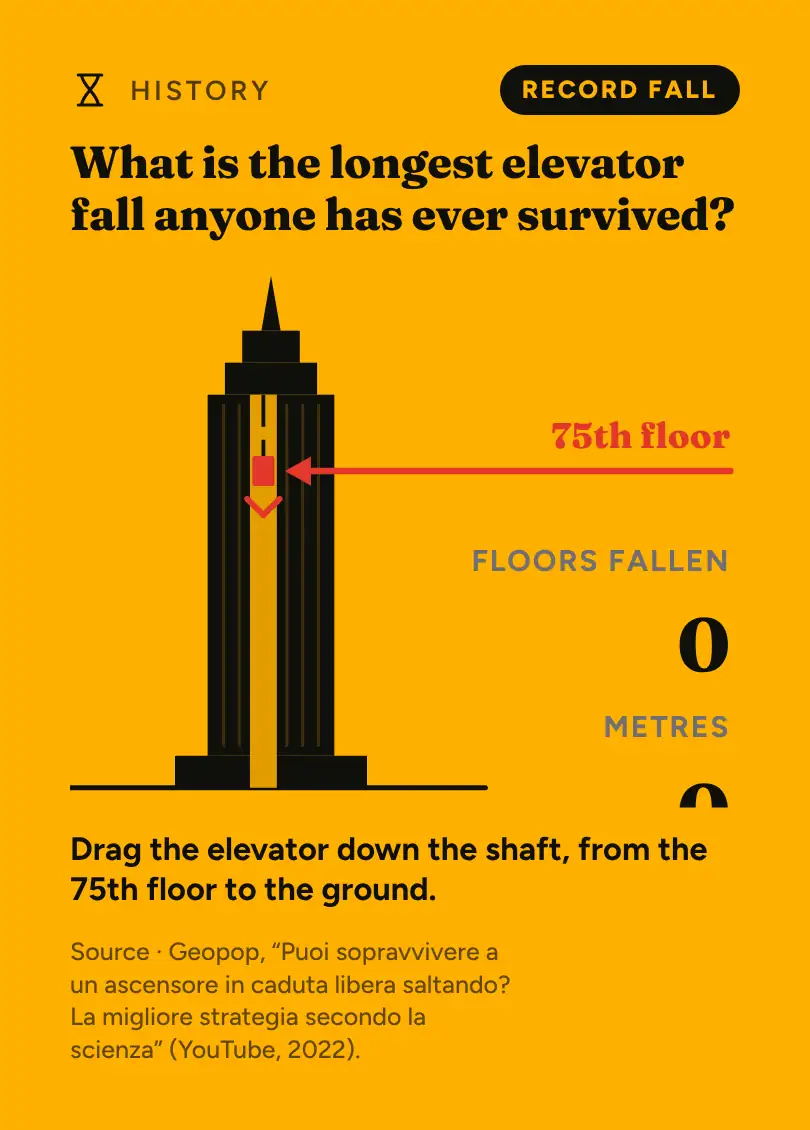 HISTORY
RECORD FALL
What is the longest elevator
fall anyone has ever survived?
75th floor
FLOORS FALLEN
0
METRES
Drag the elevator down the shaft, from the
75th floor to the ground.
Source · Geopop, “Puoi sopravvivere a
un ascensore in caduta libera saltando?
La migliore strategia secondo la
scienza” (YouTube, 2022).